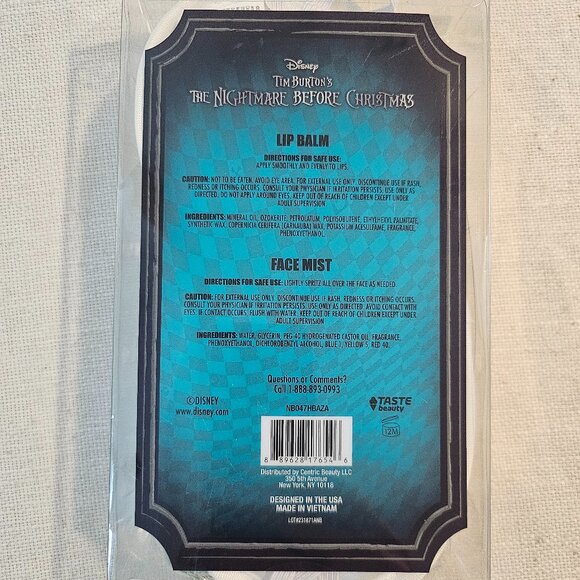 Disney
TIM BURTON'S
THE NIGHTMARE BEFORE CHRISTMAS
LIP BALM
DIRECTIONS FOR SAFE USE:
APPLY SMOOTHLY AND EVENLY TO LIPS.
CAUTION: NOT TO BE EATEN. AVOID EYE AREA. FOR EXTERNAL USE ONLY. DISCONTINUE USE IF RASH,
REDNESS OR ITCHING OCCURS. CONSULT YOUR PHYSICIAN IF IRRITATION PERSISTS. USE ONLY AS
DIRECTED. DO NOT APPLY AROUND EYES. KEEP OUT OF REACH OF CHILDREN EXCEPT UNDER
ADULT SUPERVISION
INGREDIENTS: MINERAL OIL, OZOKERITE, PETROLATUM, POLYISOBUTENE, ETHYLHEXYL PALMITATE,
SYNTHETIC WAX, COPERNICIA CERIFERA (CARNAUBA) WAX, POTASSIUM ACESULFAME, FRAGRANCE,
PHENOXYETHANOL.
FACE MIST
DIRECTIONS FOR SAFE USE: LIGHTLY SPRITZ ALL OVER THE FACE AS NEEDED.
CAUTION: FOR EXTERNAL USE ONLY. DISCONTINUE USE IF RASH, REDNESS OR ITCHING OCCURS.
CONSULT YOUR PHYSICIAN IF IRRITATION PERSISTS. USE ONLY AS DIRECTED. AVOID CONTACT WITH
EYES. IF CONTACT OCCURS, FLUSH WITH WATER. KEEP OUT OF REACH OF CHILDREN EXCEPT UNDER
ADULT SUPERVISION
INGREDIENTS: WATER, GLYCERIN, PEG-40 HYDROGENATED CASTOR OIL, FRAGRANCE,
PHENOXYETHANOL, DICHLOROBENZYL ALCOHOL, BLUE 1, YELLOW 5, RED 40.
Questions or Comments?
Call 1-888-893-0993
©DISNEY
www.disney.com
NB047HBAZA
TASTE
beauty
12M
8 89628 17654 6
Distributed by Centric Beauty LLC
350 5th Avenue
New York, NY 10118
DESIGNED IN THE USA
MADE IN VIETNAM
LOT#231671ANB